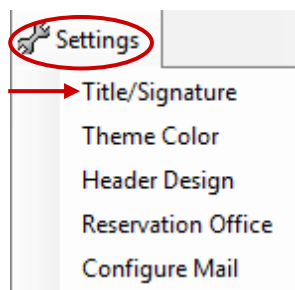 Settings
Title/Signature
Theme Color
Header Design
Reservation Office
Configure Mail